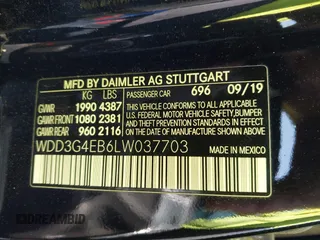 MFD BY DAIMLER AG STUTTGART
KG LBS PASSENGER CAR 696 09/19
GVWR 1990 4387
GAWR FRONT 1080 2381
GAWR REAR 960 2116
THIS VEHICLE CONFORMS TO ALL APPLICABLE
U.S. FEDERAL MOTOR VEHICLE SAFETY,BUMPER
AND THEFT PREVENTION STANDARDS IN EFFECT
ON THE DATE OF MANUFACTURE SHOWN ABOVE.
WDD3G4EB6LW037703
MADE IN MEXICO
DREAMBID